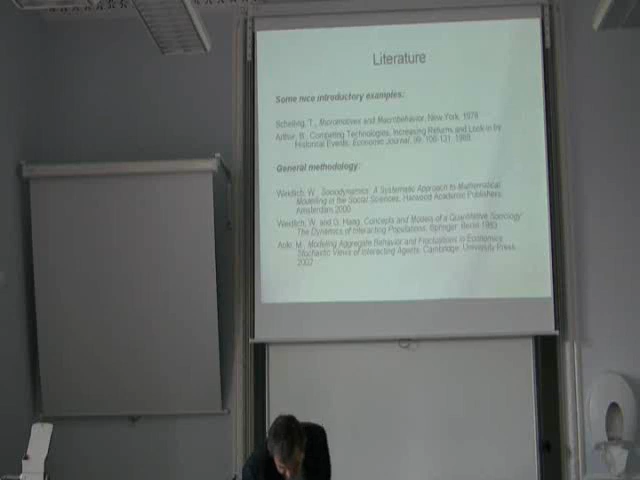 Literature
Some nice introductory examples:
Schelling, T., Micromotives and Macrobehavior, New York, 1978
Arthur, B., Competing Technologies, Increasing Returns and Lock-in by
Historical Events, Economic Journal, 99, 106-131, 1989.
General methodology:
Weidlich, W., Sociodynamics: A Systematic Approach to Mathematical
Modelling in the Social Sciences, Harwood Academic Publishers,
Amsterdam 2000
Weidlich, W. and G. Haag, Concepts and Models of a Quantitative Sociology:
The Dynamics of Interacting Populations. Springer, Berlin 1983
Aoki, M., Modeling Aggregate Behavior and Fluctuations in Economics:
Stochastic Views of Interacting Agents, Cambridge University Press,
2002